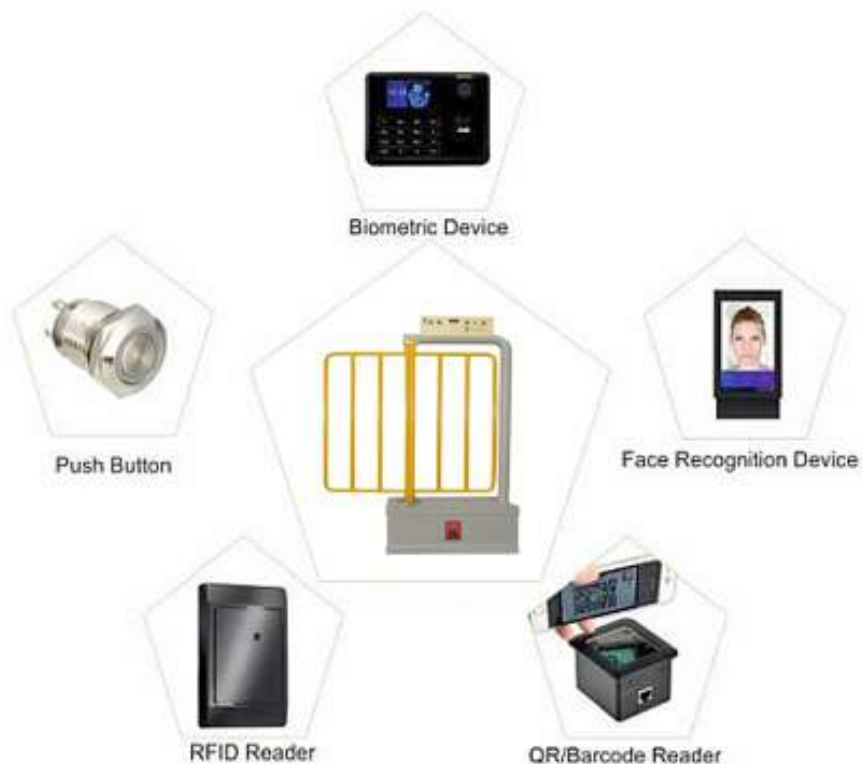 Biometric Device
Push Button
Face Recognition Device
RFID Reader
QR/Barcode Reader